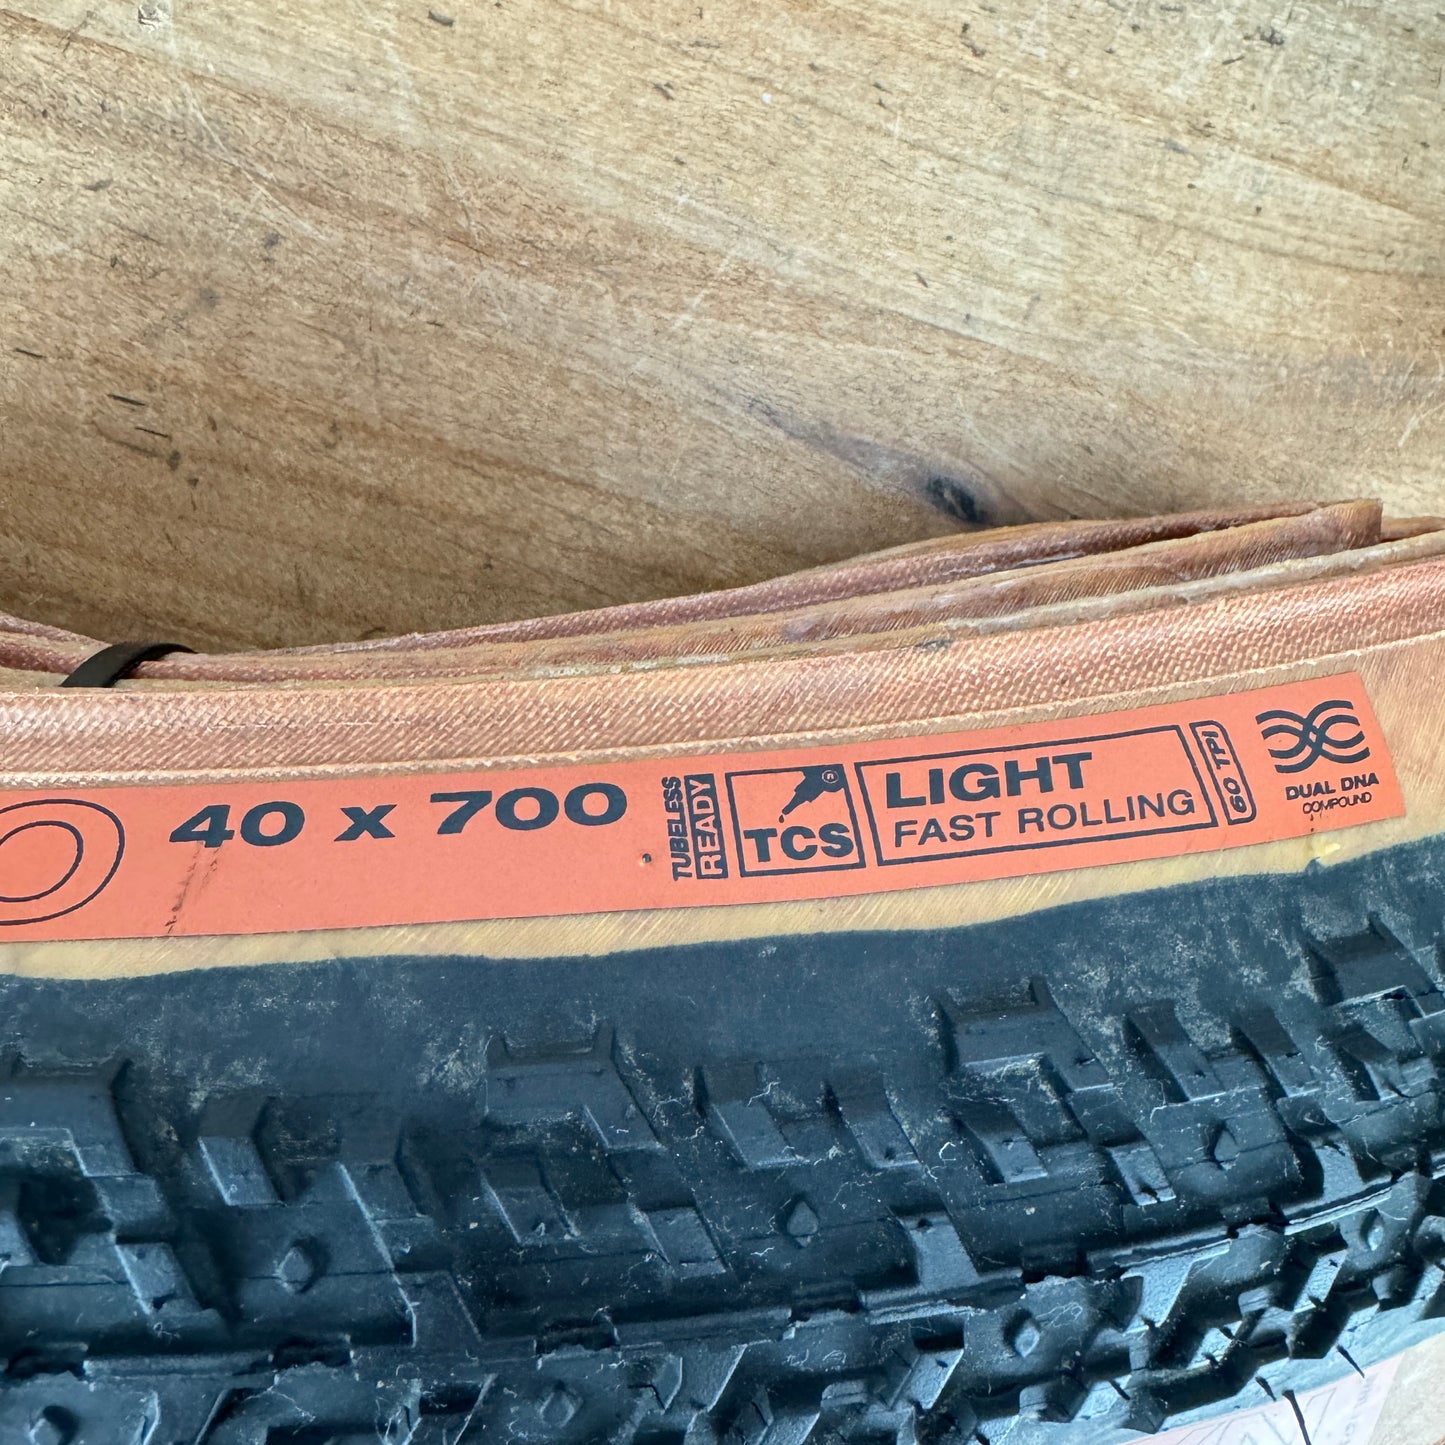 40 x 700
TUBELESS
READY
TCS
LIGHT
FAST ROLLING
60 TPI
DUAL DNA
COMPOUND